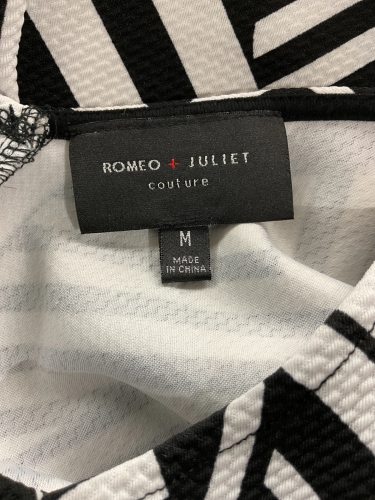 ROMEO + JULIET
couture
M
MADE
IN CHINA